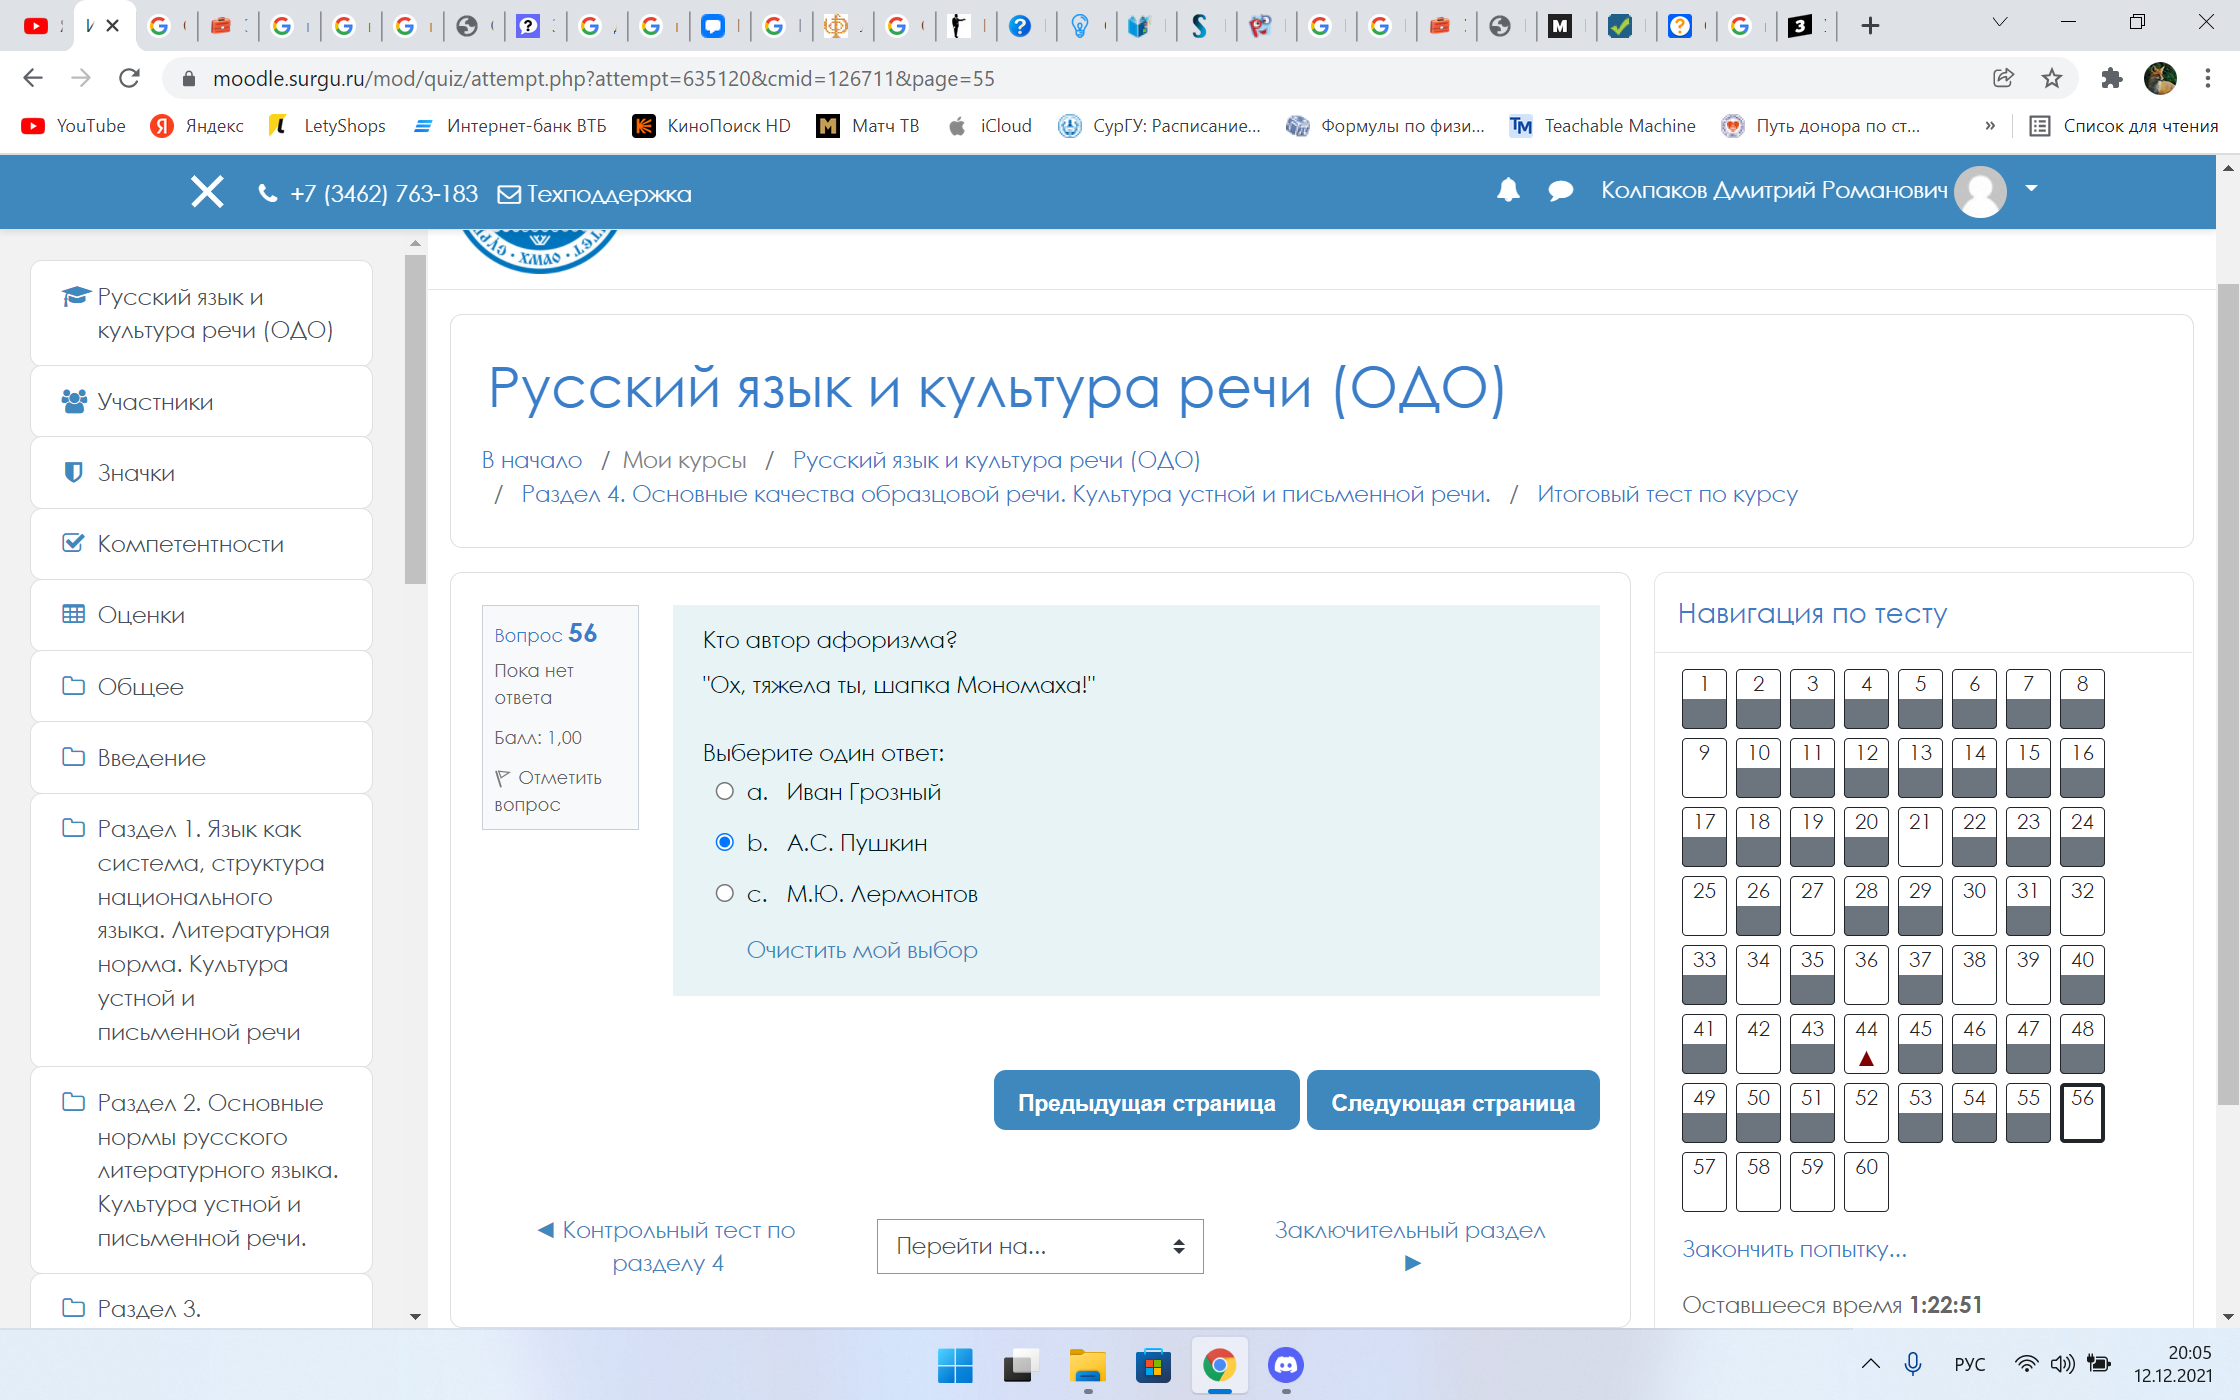 moodle.surgu.ru/mod/quiz/attempt.php?attempt=635120&cmid=126711&page=55
YouTube
Яндекс
LetyShops
Интернет-банк ВТБ
КиноПоиск HD
Матч ТВ
iCloud
СурГУ: Расписание...
Формулы по физи...
Teachable Machine
Путь донора по ст...
»
Список для чтения
+7 (3462) 763-183
Техподдержка
Колпаков Дмитрий Романович
Русский язык и
культура речи (ОДО)
Участники
Значки
Компетентности
Оценки
Общее
Введение
Раздел 1. Язык как
система, структура
национального
языка. Литературная
норма. Культура
устной и
письменной речи
Раздел 2. Основные
нормы русского
литературного языка.
Культура устной и
письменной речи.
Раздел 3.
Русский язык и культура речи (ОДО)
В начало / Мои курсы / Русский язык и культура речи (ОДО)
/ Раздел 4. Основные качества образцовой речи. Культура устной и письменной речи. / Итоговый тест по курсу
Вопрос 56
Пока нет
ответа
Балл: 1,00
Отметить
вопрос
Кто автор афоризма?
"Ох, тяжела ты, шапка Мономаха!"
Выберите один ответ:
a. Иван Грозный
b. А.С. Пушкин
c. М.Ю. Лермонтов
Очистить мой выбор
Предыдущая страница
Следующая страница
◄ Контрольный тест по
разделу 4
Перейти на...
Заключительный раздел
►
Навигация по тесту
1 2 3 4 5 6 7 8
9 10 11 12 13 14 15 16
17 18 19 20 21 22 23 24
25 26 27 28 29 30 31 32
33 34 35 36 37 38 39 40
41 42 43 44 45 46 47 48
49 50 51 52 53 54 55 56
57 58 59 60
Закончить попытку...
Оставшееся время 1:22:51
РУС
20:05
12.12.2021